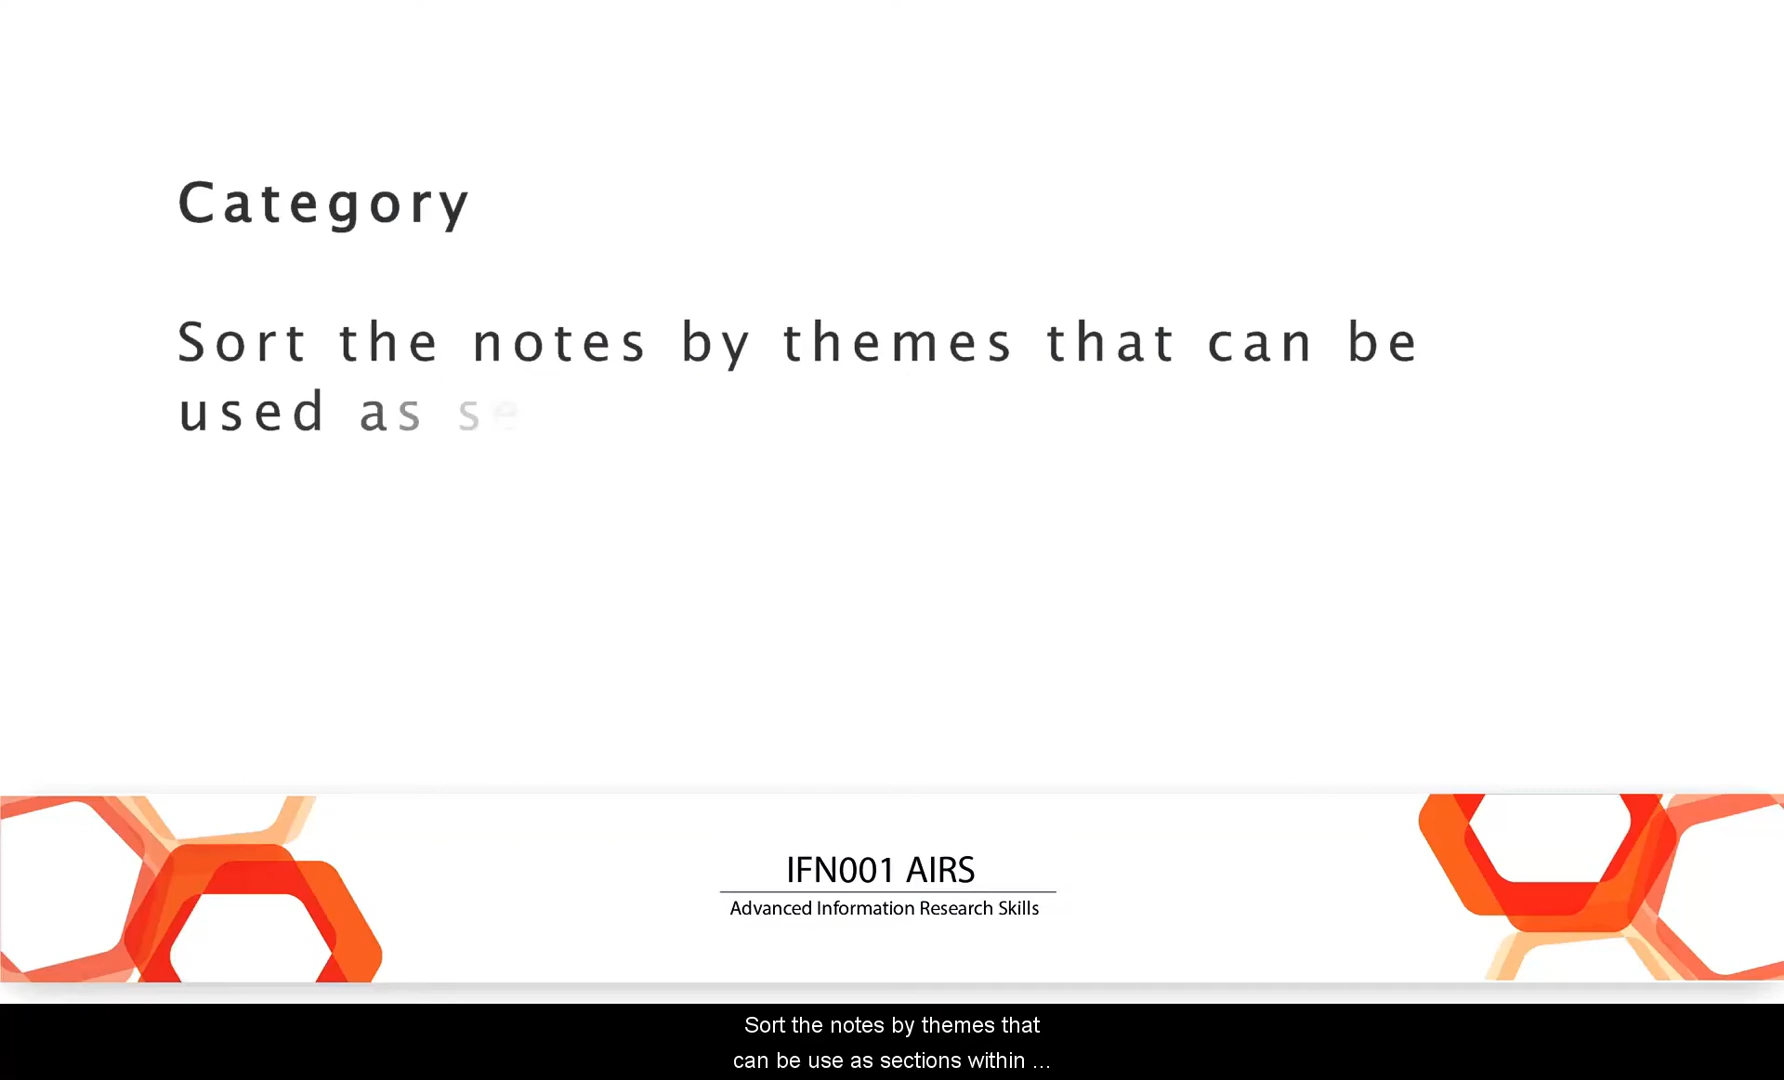 Category
Sort the notes by themes that can be
used as se
IFN001 AIRS
Advanced Information Research Skills
Sort the notes by themes that
can be use as sections within ...